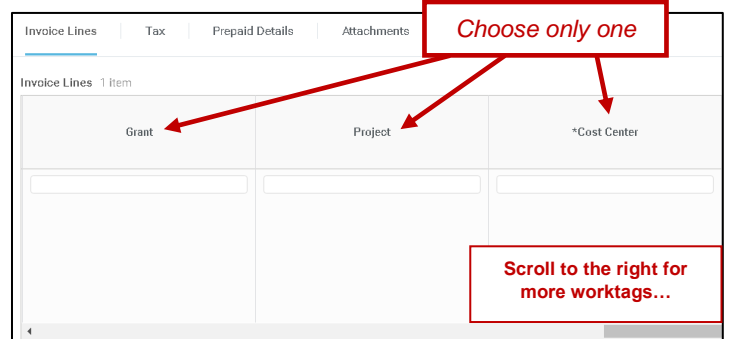 Invoice Lines Tax Prepaid Details Attachments
Choose only one
Invoice Lines 1 item
Grant Project *Cost Center
Scroll to the right for
more worktags…